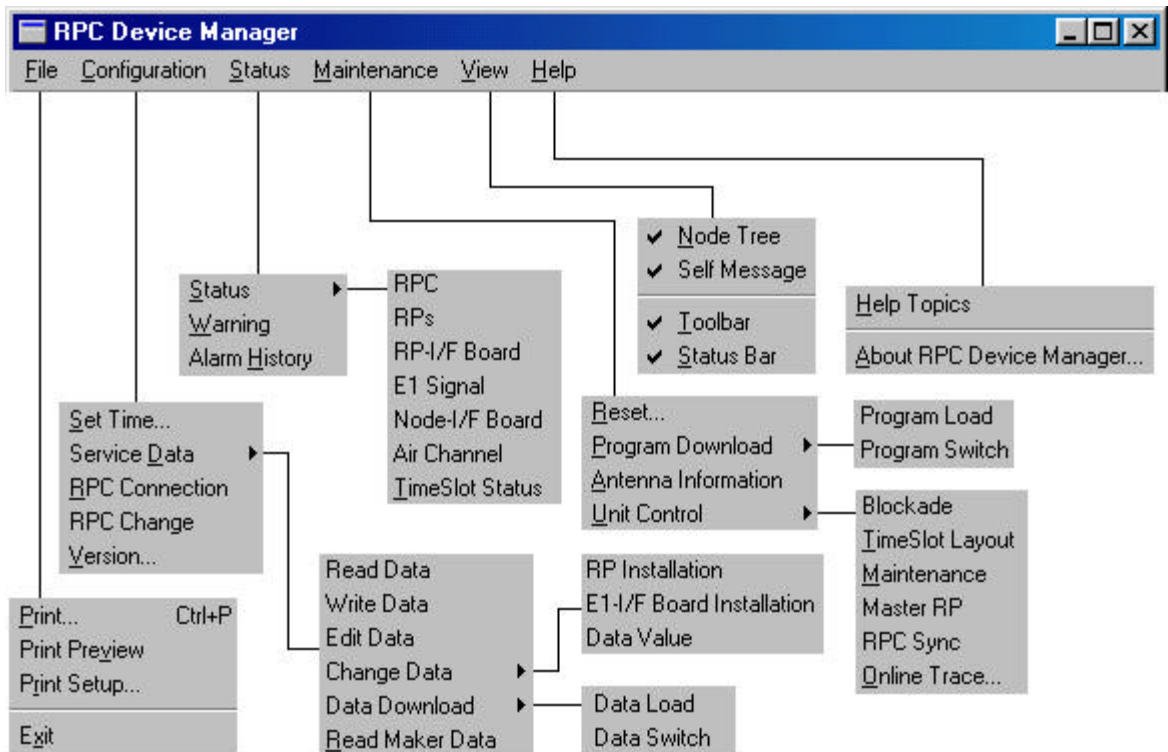 RPC Device Manager
File Configuration Status Maintenance View Help
Node Tree
Self Message
Toolbar
Status Bar
Help Topics
About RPC Device Manager...
Status
Warning
Alarm History
RPC
RPs
RP-I/F Board
E1 Signal
Node-I/F Board
Air Channel
TimeSlot Status
Set Time...
Service Data
RPC Connection
RPC Change
Version...
Reset...
Program Download
Antenna Information
Unit Control
Program Load
Program Switch
Blockade
TimeSlot Layout
Maintenance
Master RP
RPC Sync
Online Trace...
Print... Ctrl+P
Print Preview
Print Setup...
Exit
Read Data
Write Data
Edit Data
Change Data
Data Download
Read Maker Data
RP Installation
E1-I/F Board Installation
Data Value
Data Load
Data Switch